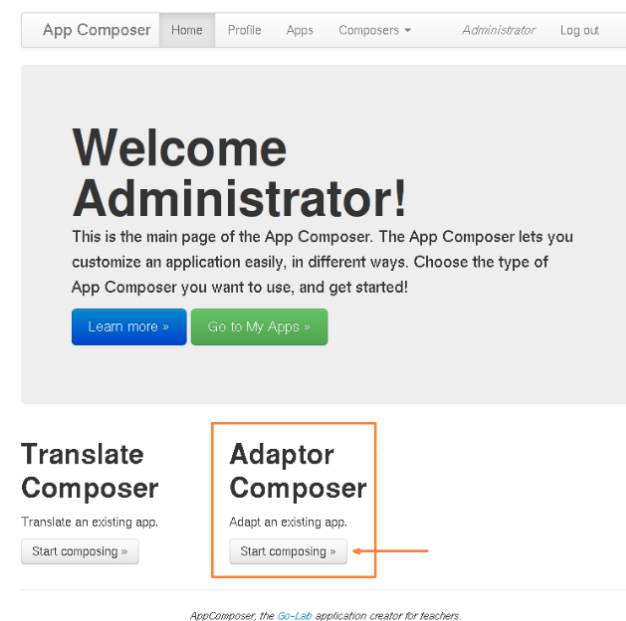 App Composer Home Profile Apps Composers Administrator Log out
Welcome
Administrator!
This is the main page of the App Composer. The App Composer lets you
customize an application easily, in different ways. Choose the type of
App Composer you want to use, and get started!
Learn more » Go to My Apps »
Translate
Composer
Translate an existing app.
Start composing »
Adaptor
Composer
Adapt an existing app.
Start composing »
AppComposer, the Go-Lab application creator for teachers.